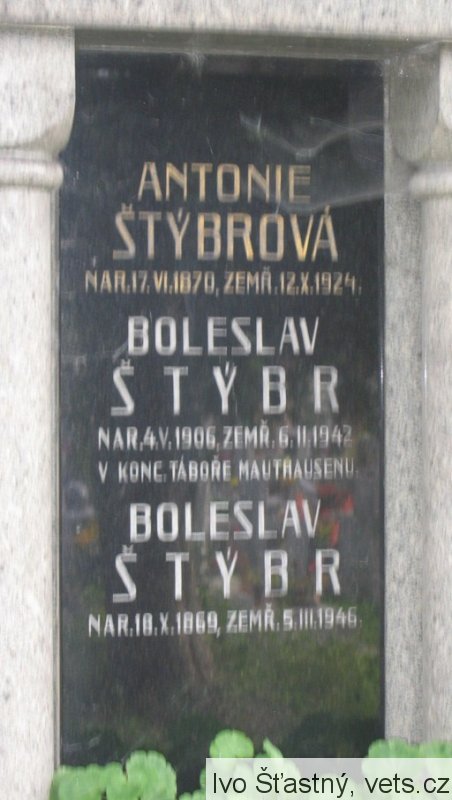 ANTONIE
ŠTÝBROVÁ
NAR. 17. VI. 1870, ZEMŘ. 12. X. 1924.
BOLESLAV
ŠTÝBR
NAR. 4. V. 1906, ZEMŘ. 6. II. 1942
V KONC. TÁBOŘE MAUTHAUSENU.
BOLESLAV
ŠTÝBR
NAR. 18. X. 1869, ZEMŘ. 5. III. 1946.
Ivo Šťastný, vets.cz